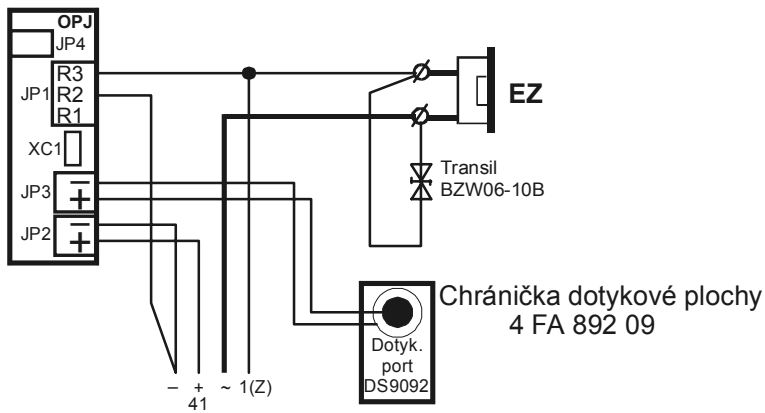 OPJ
JP4
R3
JP1 R2
R1
XC1
JP3 – +
JP2 – +
EZ
Transil
BZW06-10B
Chránička dotykové plochy
4 FA 892 09
Dotyk.
port
DS9092
– + ~ 1(Z)
41